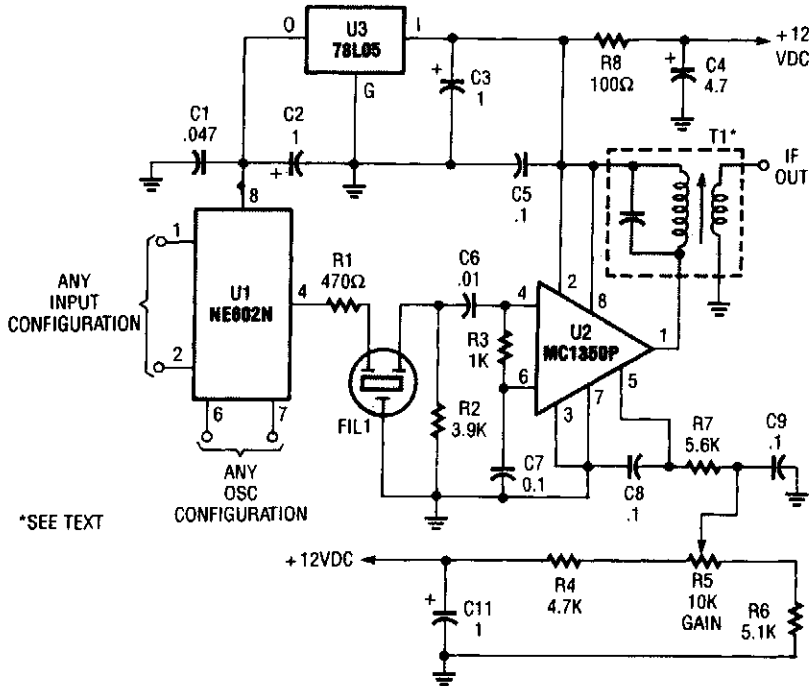 O
U3
78L05
I
G
+12
VDC
R8
100Ω
+
C3
1
+
C4
4.7
T1*
IF
OUT
C1
.047
C2
1
+
C5
.1
8
1
2
ANY
INPUT
CONFIGURATION
U1
NE602N
4
6
7
ANY
OSC
CONFIGURATION
R1
470Ω
FIL1
C6
.01
R2
3.9K
R3
1K
C7
0.1
4
6
2
8
U2
MC1350P
1
3
7
5
C8
.1
R7
5.6K
C9
.1
*SEE TEXT
+12VDC
+
C11
1
R4
4.7K
R5
10K
GAIN
R6
5.1K